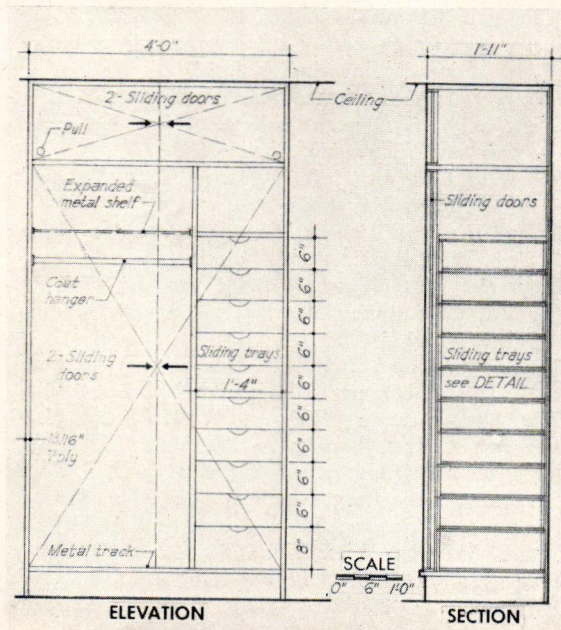 4'-0"
1'-11"
2-Sliding doors
Ceiling
Pull
Expanded
metal shelf
Sliding doors
Coat
hanger
6"
6"
6"
6"
6"
6"
6"
6"
6"
8"
2-Sliding
doors
Sliding trays
1'-4"
Sliding trays
see DETAIL
13/16"
Metal track
SCALE
0" 6" 1'-0"
ELEVATION
SECTION